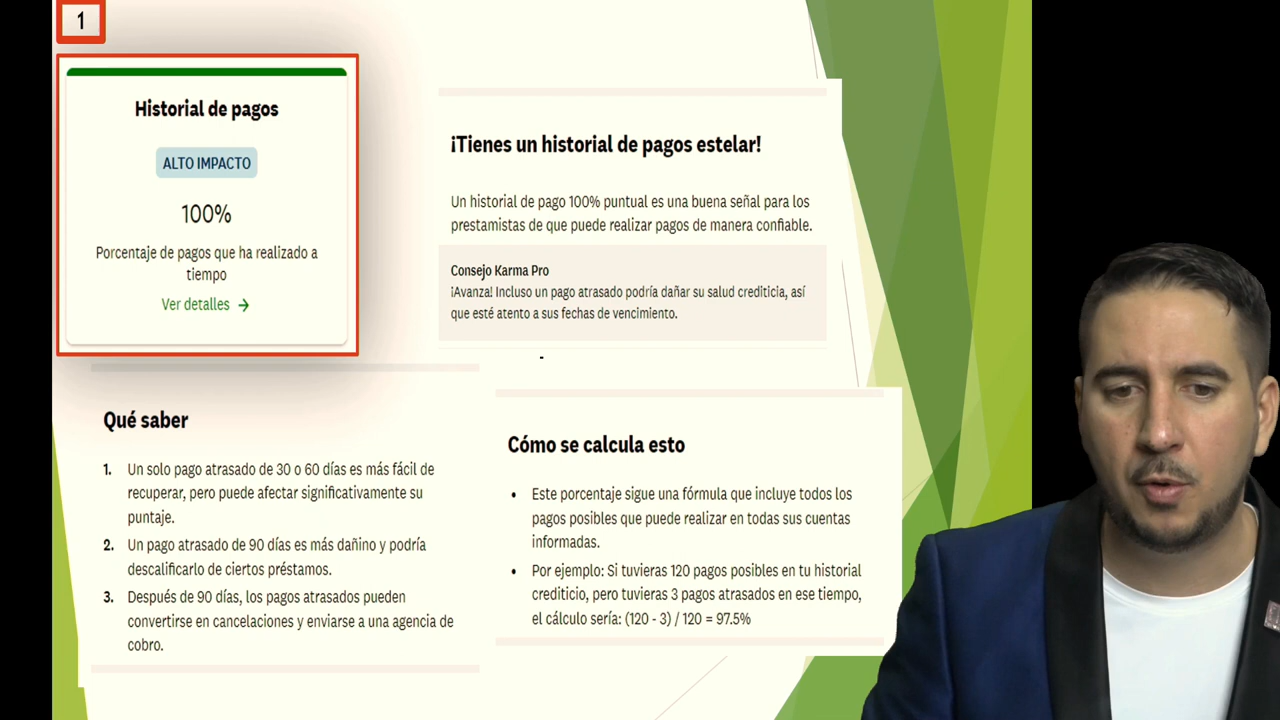 1
Historial de pagos
ALTO IMPACTO
100%
Porcentaje de pagos que ha realizado a
tiempo
Ver detalles →
¡Tienes un historial de pagos estelar!
Un historial de pago 100% puntual es una buena señal para los
prestamistas de que puede realizar pagos de manera confiable.
Consejo Karma Pro
¡Avanza! Incluso un pago atrasado podría dañar su salud crediticia, así
que esté atento a sus fechas de vencimiento.
-
Qué saber
1. Un solo pago atrasado de 30 o 60 días es más fácil de
recuperar, pero puede afectar significativamente su
puntaje.
2. Un pago atrasado de 90 días es más dañino y podría
descalificarlo de ciertos préstamos.
3. Después de 90 días, los pagos atrasados pueden
convertirse en cancelaciones y enviarse a una agencia de
cobro.
Cómo se calcula esto
• Este porcentaje sigue una fórmula que incluye todos los
pagos posibles que puede realizar en todas sus cuentas
informadas.
• Por ejemplo: Si tuvieras 120 pagos posibles en tu historial
crediticio, pero tuvieras 3 pagos atrasados en ese tiempo,
el cálculo sería: (120 - 3) / 120 = 97.5%